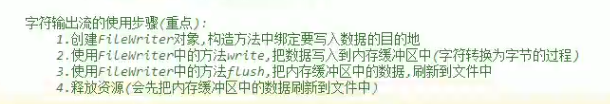 字符输出流的使用步骤(重点):
1.创建FileWriter对象,构造方法中绑定要写入数据的目的地
2.使用FileWriter中的方法write,把数据写入到内存缓冲区中(字符转换为字节的过程)
3.使用FileWriter中的方法flush,把内存缓冲区中的数据,刷新到文件中
4.释放资源(会先把内存缓冲区中的数据刷新到文件中)